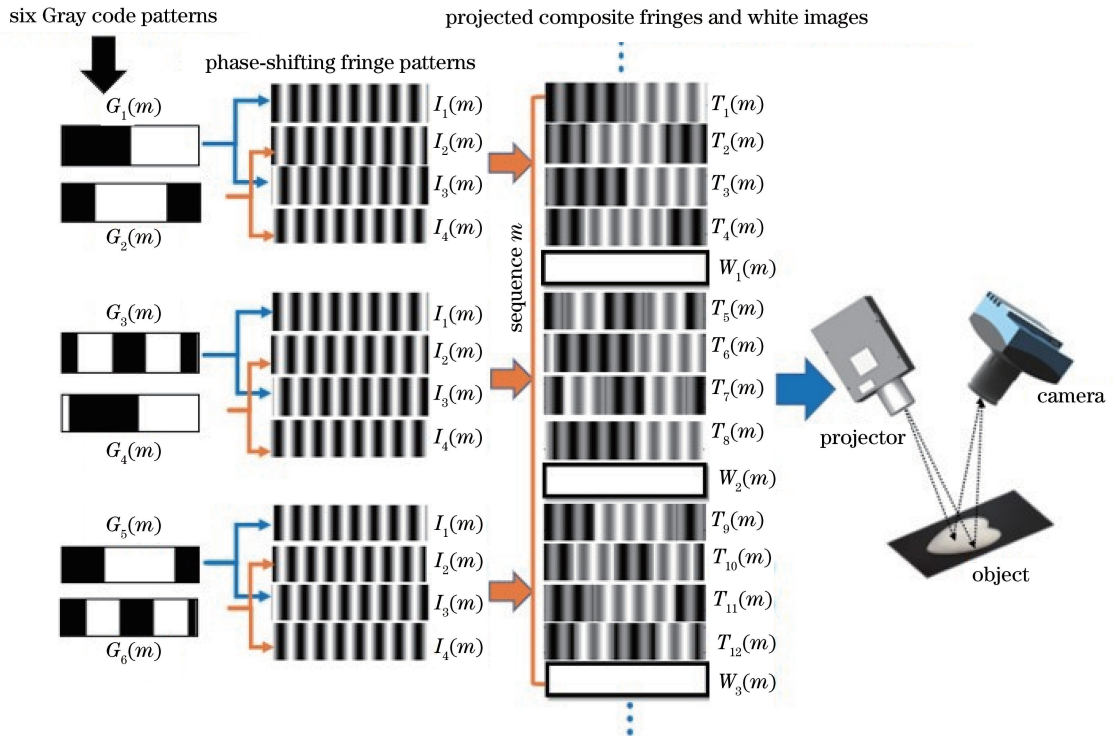 six Gray code patterns
projected composite fringes and white images
phase-shifting fringe patterns
G1(m)
G2(m)
I1(m)
I2(m)
I3(m)
I4(m)
G3(m)
G4(m)
I1(m)
I2(m)
I3(m)
I4(m)
G5(m)
G6(m)
I1(m)
I2(m)
I3(m)
I4(m)
sequence m
T1(m)
T2(m)
T3(m)
T4(m)
W1(m)
T5(m)
T6(m)
T7(m)
T8(m)
W2(m)
T9(m)
T10(m)
T11(m)
T12(m)
W3(m)
projector
camera
object